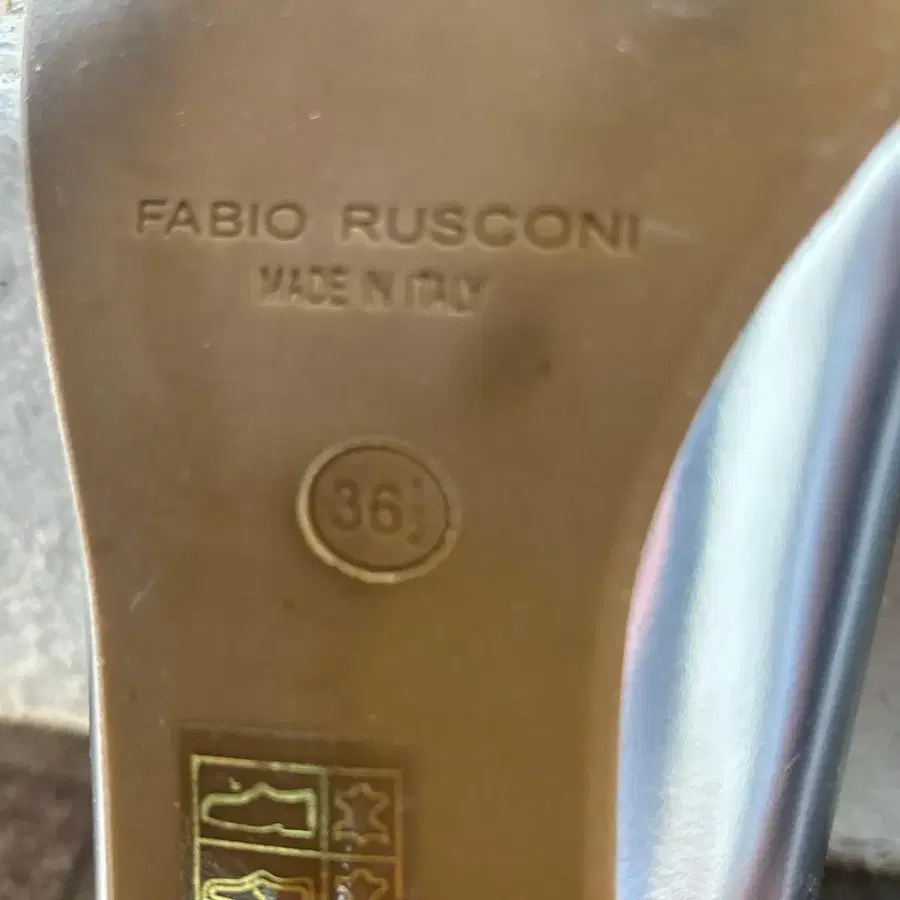 FABIO RUSCONI
MADE IN ITALY
36½